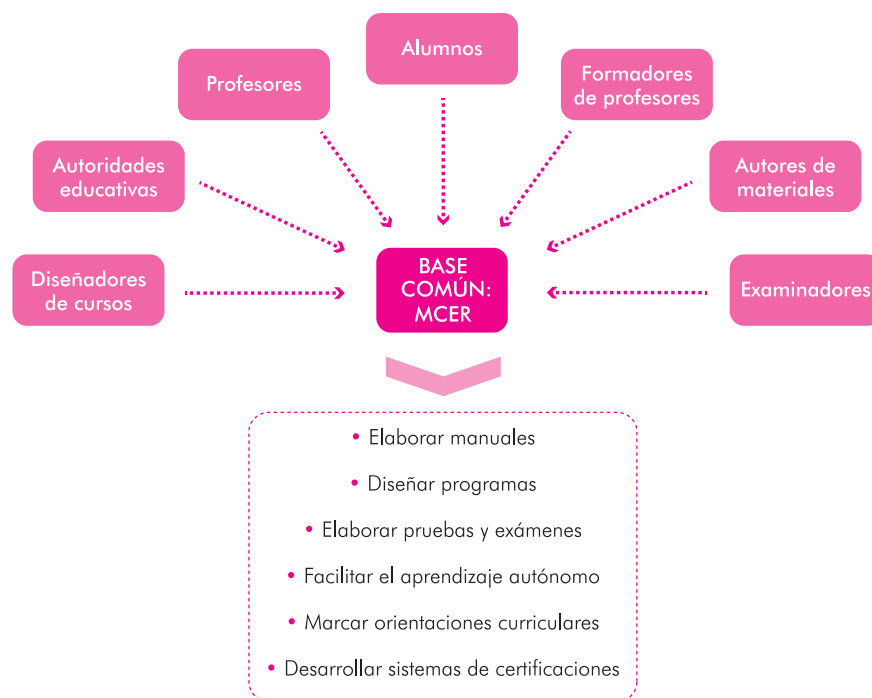 Alumnos
Profesores
Formadores
de profesores
Autoridades
educativas
Autores de
materiales
Diseñadores
de cursos
BASE
COMÚN:
MCER
Examinadores
• Elaborar manuales
• Diseñar programas
• Elaborar pruebas y exámenes
• Facilitar el aprendizaje autónomo
• Marcar orientaciones curriculares
• Desarrollar sistemas de certificaciones